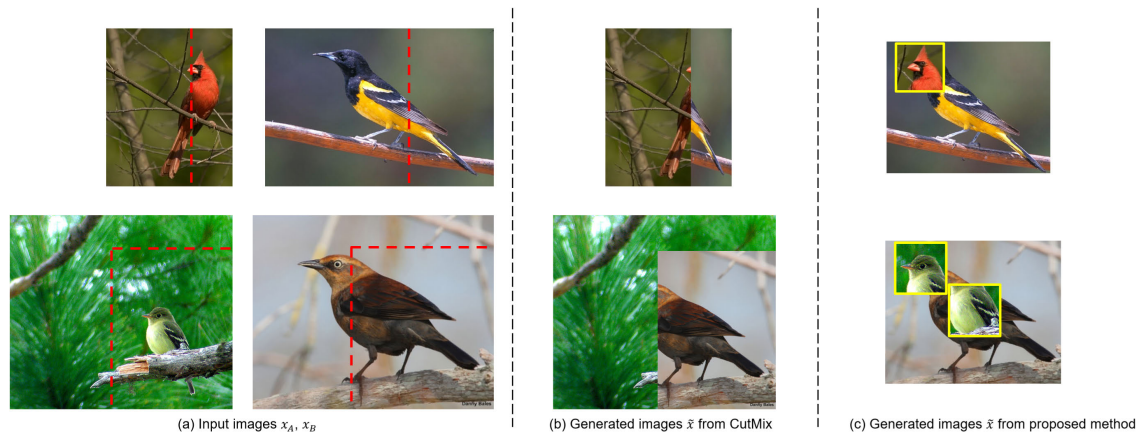 (a) Input images x_A, x_B
(b) Generated images x̃ from CutMix
(c) Generated images x̃ from proposed method